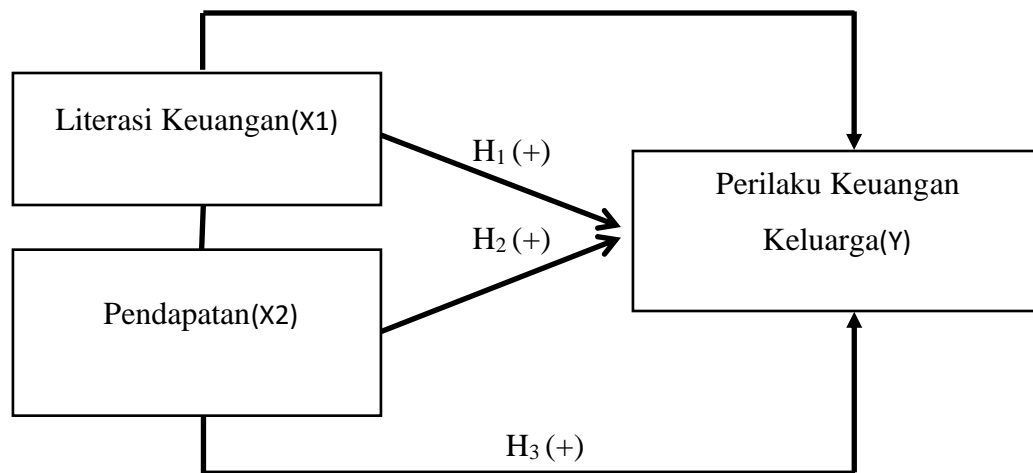 Literasi Keuangan(X1)
H₁ (+)
Perilaku Keuangan
Keluarga(Y)
H₂ (+)
Pendapatan(X2)
H₃ (+)